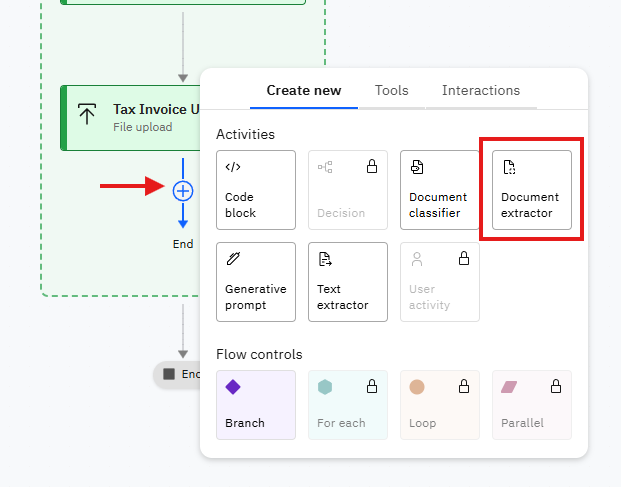 Tax Invoice U
File upload
End
End
Create new
Tools
Interactions
Activities
</>
Code
block
Decision
Document
classifier
Document
extractor
Generative
prompt
Text
extractor
User
activity
Flow controls
Branch
For each
Loop
Parallel